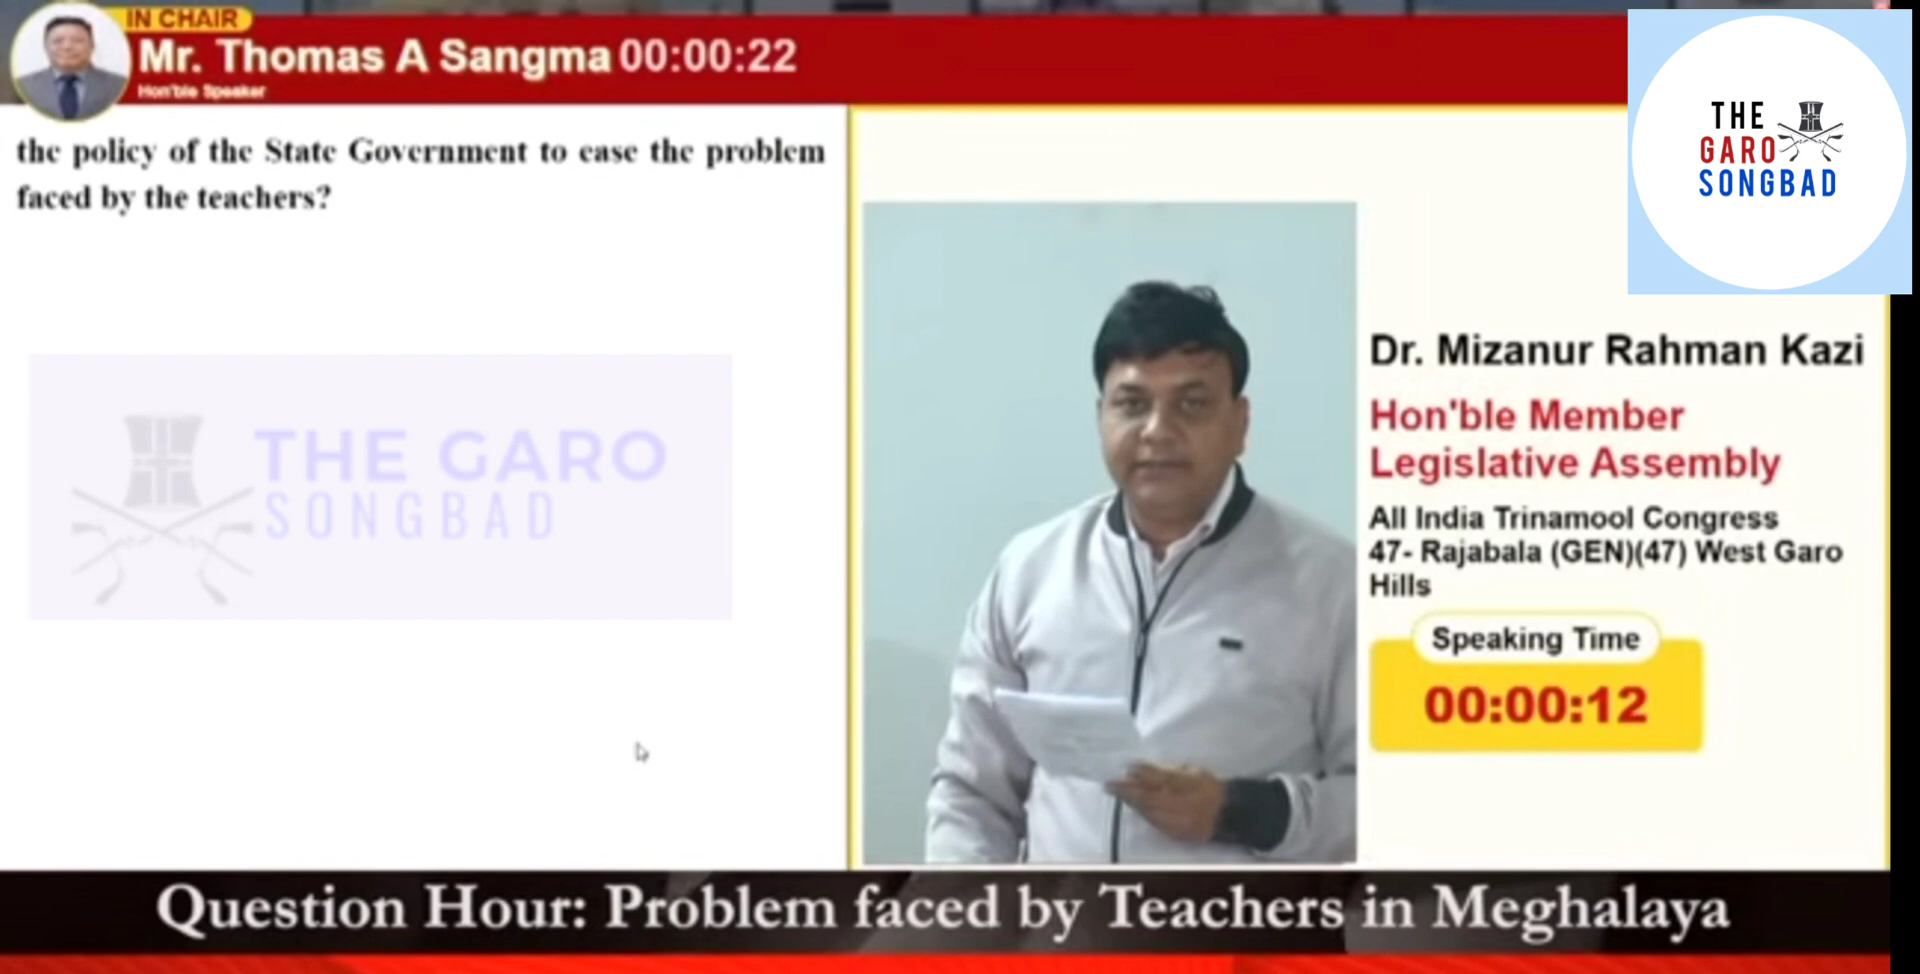 IN CHAIR
Mr. Thomas A Sangma 00:00:22
Hon'ble Speaker
THE
GARO
SONGBAD
the policy of the State Government to ease the problem
faced by the teachers?
THE GARO
SONGBAD
Dr. Mizanur Rahman Kazi
Hon'ble Member
Legislative Assembly
All India Trinamool Congress
47- Rajabala (GEN)(47) West Garo
Hills
Speaking Time
00:00:12
Question Hour: Problem faced by Teachers in Meghalaya